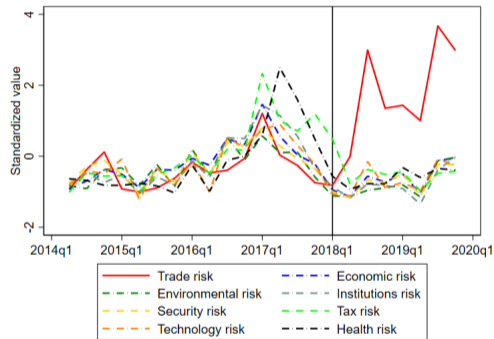 4
2
0
-2
Standardized value
2014q1 2015q1 2016q1 2017q1 2018q1 2019q1 2020q1
Trade risk Economic risk
Environmental risk Institutions risk
Security risk Tax risk
Technology risk Health risk